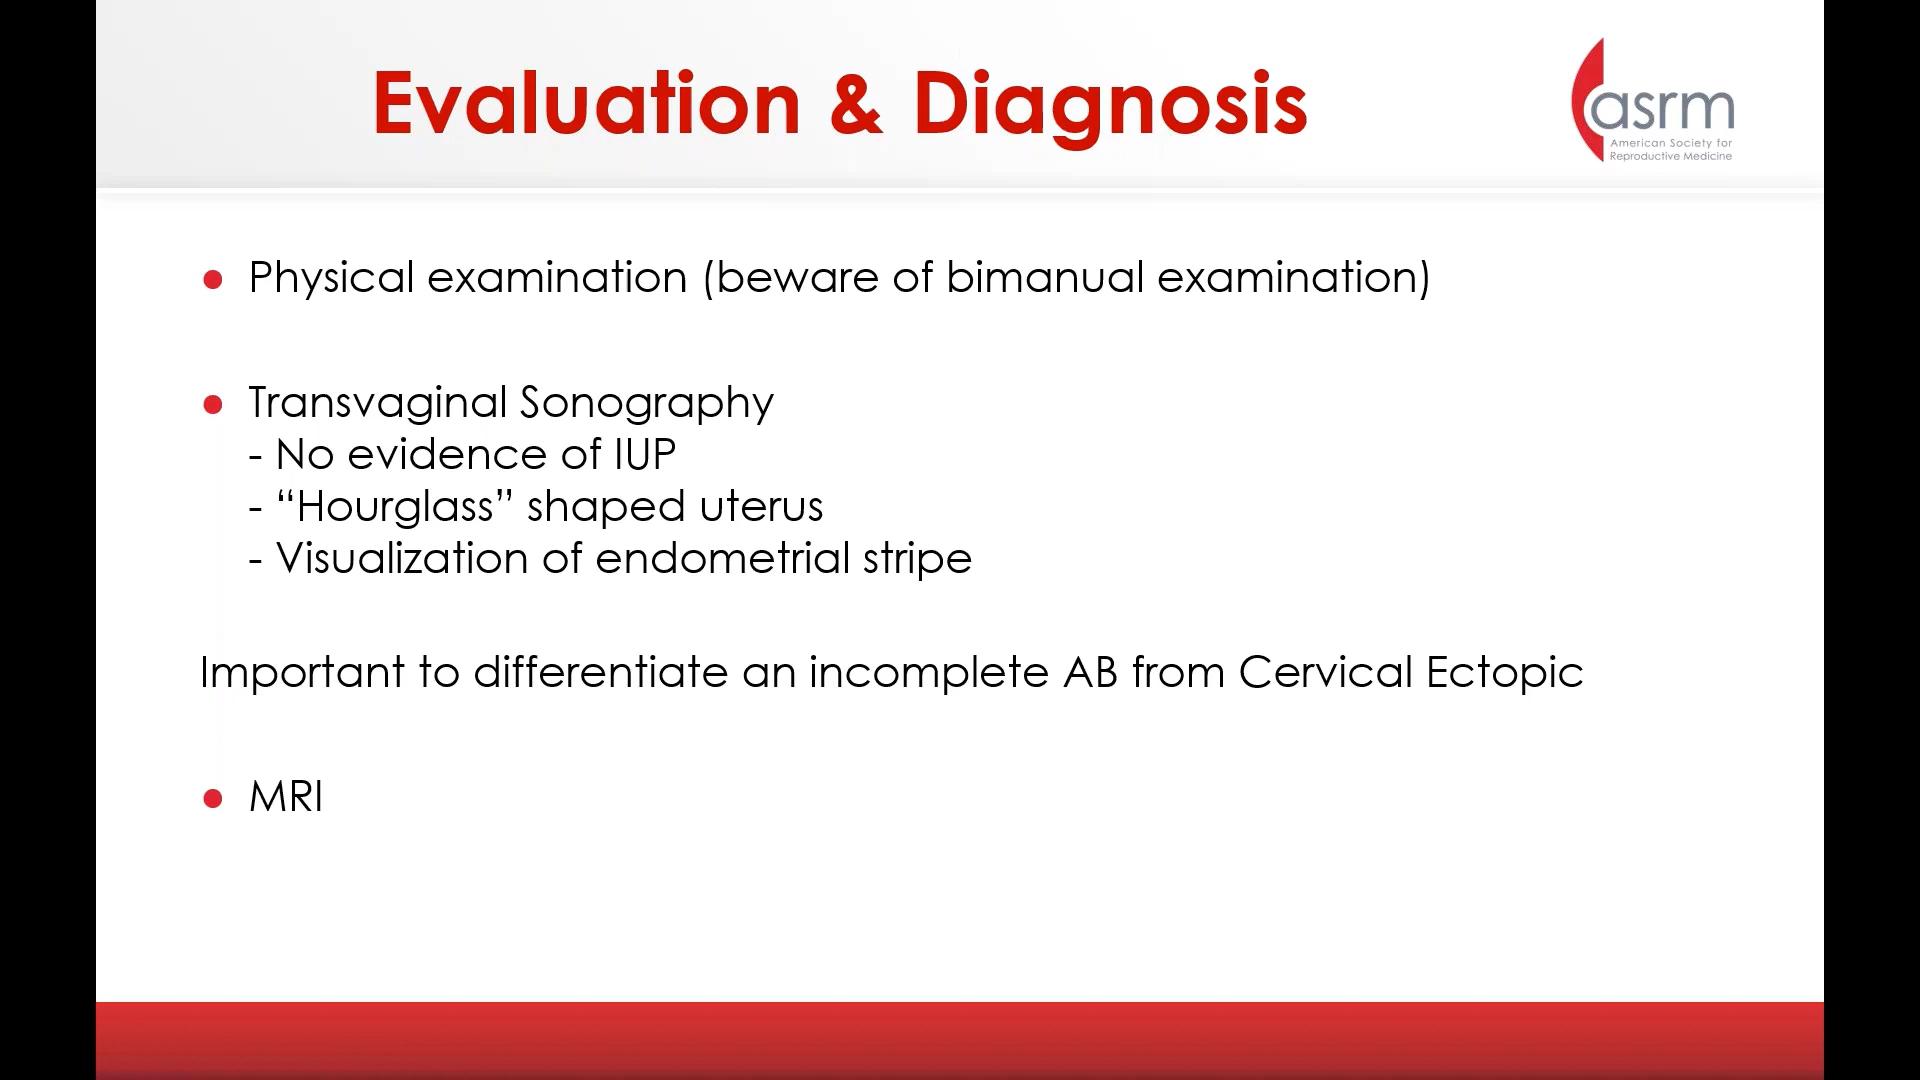 Evaluation & Diagnosis
asrm
American Society for
Reproductive Medicine
• Physical examination (beware of bimanual examination)
• Transvaginal Sonography
- No evidence of IUP
- “Hourglass” shaped uterus
- Visualization of endometrial stripe
Important to differentiate an incomplete AB from Cervical Ectopic
• MRI